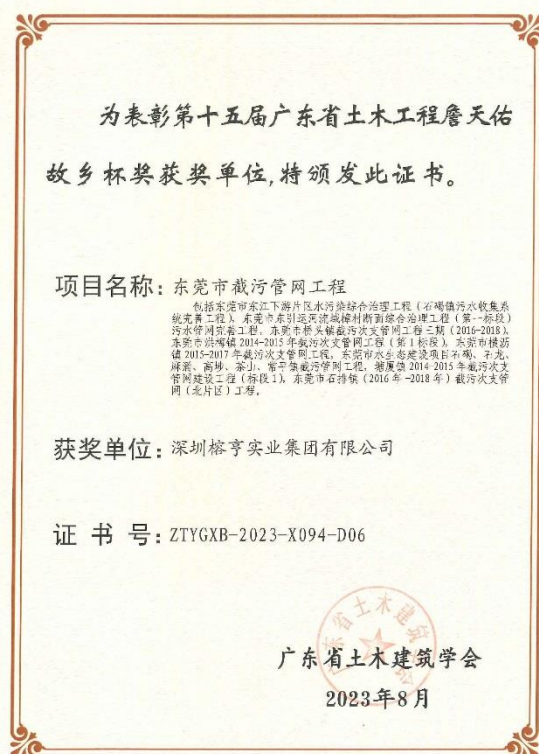 为表彰第十五届广东省土木工程詹天佑
故乡杯奖获奖单位,特颁发此证书。
项目名称：东莞市截污管网工程
包括东莞市东江下游片区水污染综合治理工程（石碣镇污水收集系
统完善工程）、东莞市东引运河流域樟村断面综合治理工程（第一标段）
污水管网完善工程、东莞市桥头镇截污次支管网工程三期（2016-2018）、
东莞市洪梅镇2014-2015年截污次支管网工程（第1标段）、东莞市横沥
镇2015-2017年截污次支管网工程、东莞市水生态建设项目石碣、石龙、
麻涌、高埗、茶山、常平镇截污管网工程、塘厦镇2014-2015年截污次支
管网建设工程（标段1）、东莞市石排镇（2016年-2018年）截污次支管
网（北片区）工程。
获奖单位：深圳榕亨实业集团有限公司
证书号：ZTYGXB-2023-X094-D06
广东省土木建筑学会
广东省土木建筑学会
2023年8月